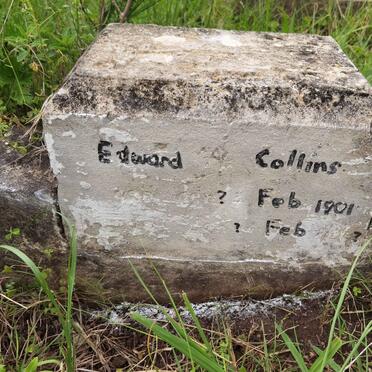 Edward Collins
? Feb 1901
? Feb ?